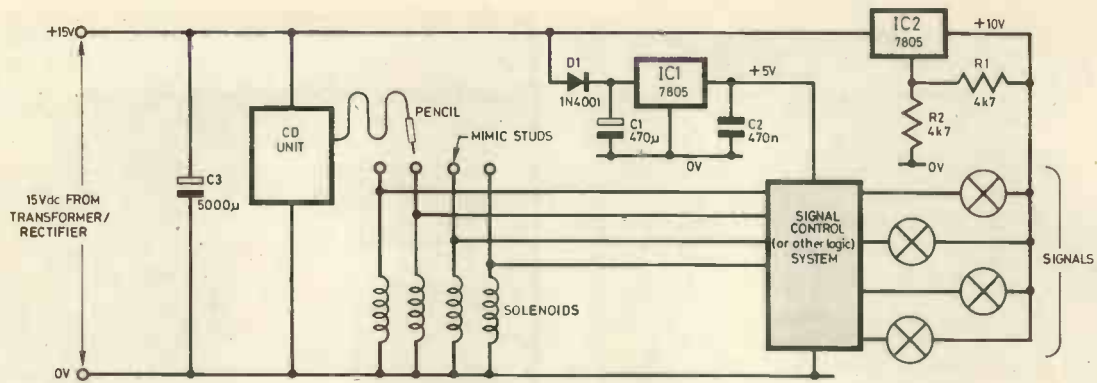 +15V
IC2
7805
+10V
D1
1N4001
IC1
7805
+5V
R1
4k7
R2
4k7
0V
CD
UNIT
PENCIL
MIMIC STUDS
C1
470µ
C2
470n
0V
C3
5000µ
15Vdc FROM
TRANSFORMER/
RECTIFIER
SIGNAL
CONTROL
(or other logic)
SYSTEM
SIGNALS
SOLENOIDS
0V